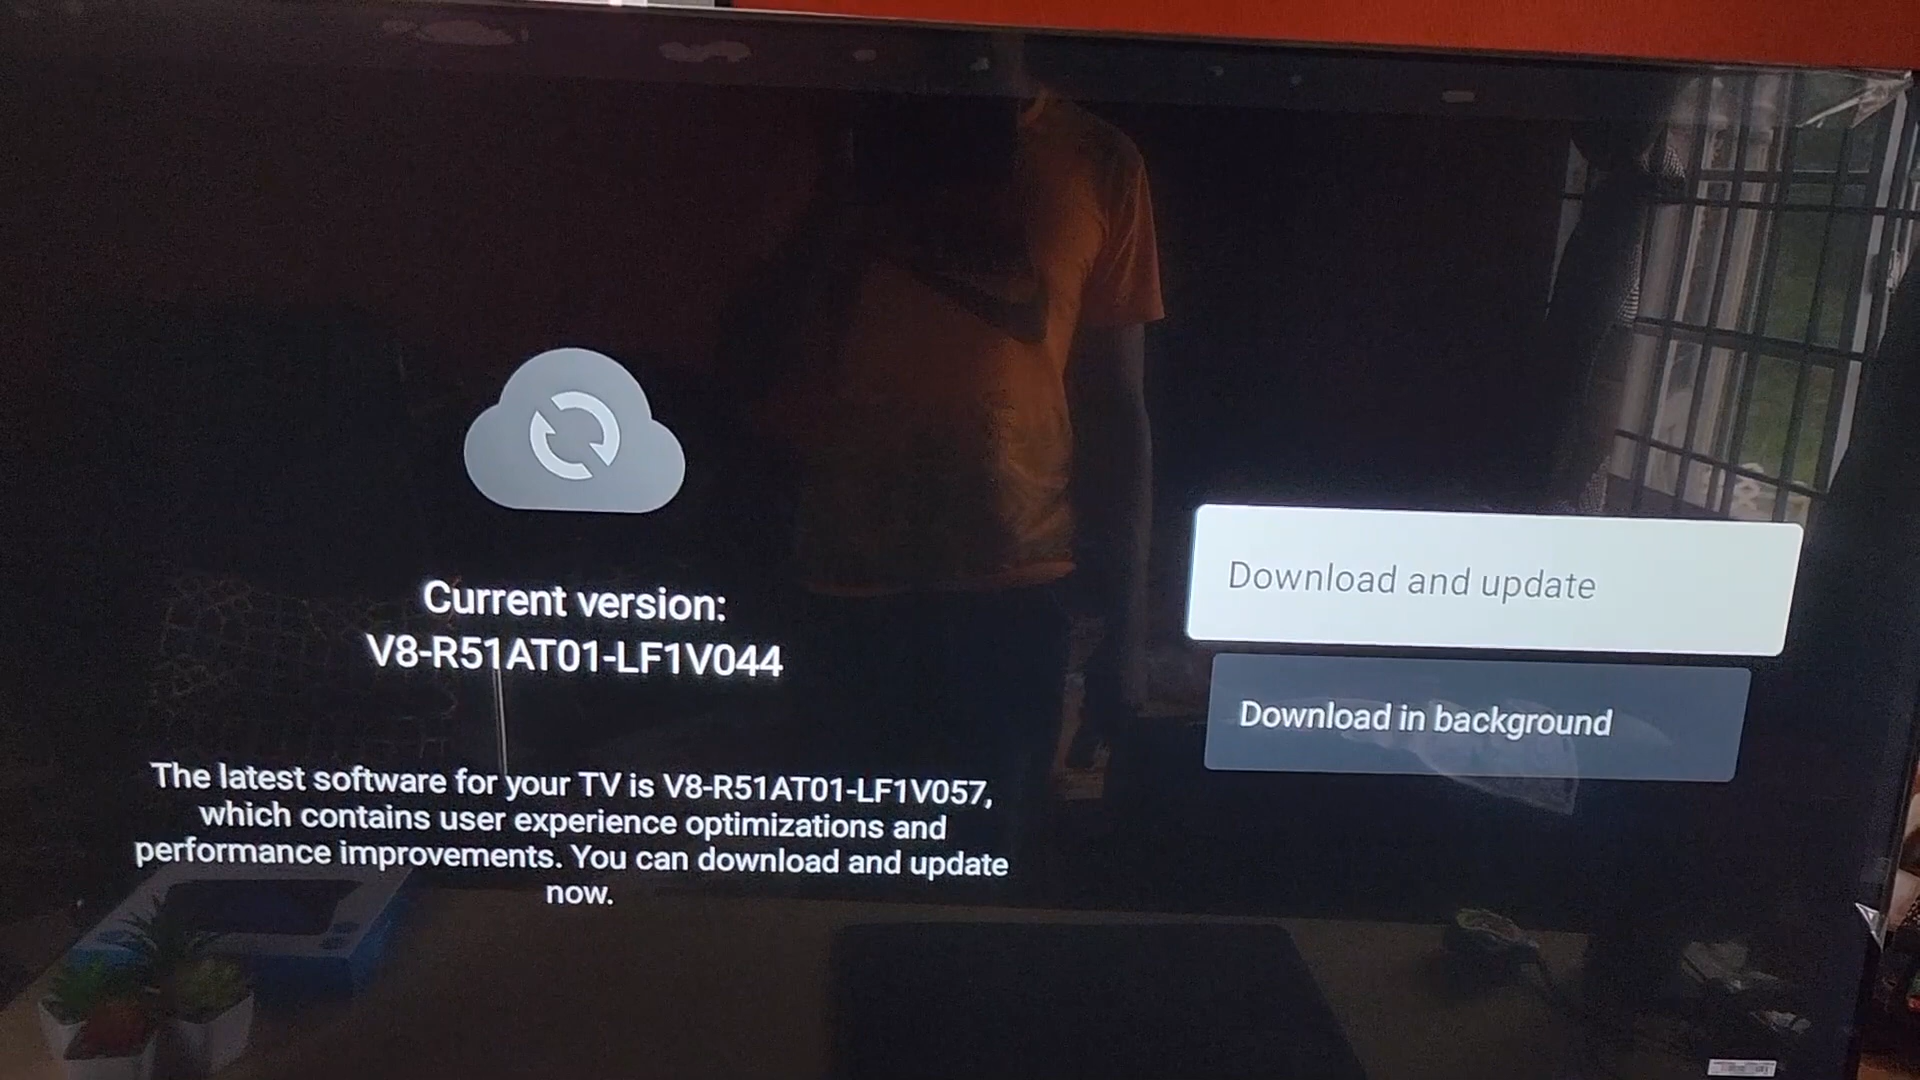 Current version:
V8-R51AT01-LF1V044
The latest software for your TV is V8-R51AT01-LF1V057,
which contains user experience optimizations and
performance improvements. You can download and update
now.
Download and update
Download in background